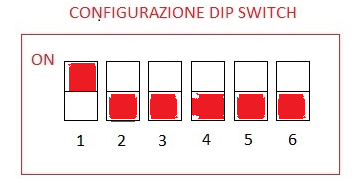 CONFIGURAZIONE DIP SWITCH
ON
1 2 3 4 5 6